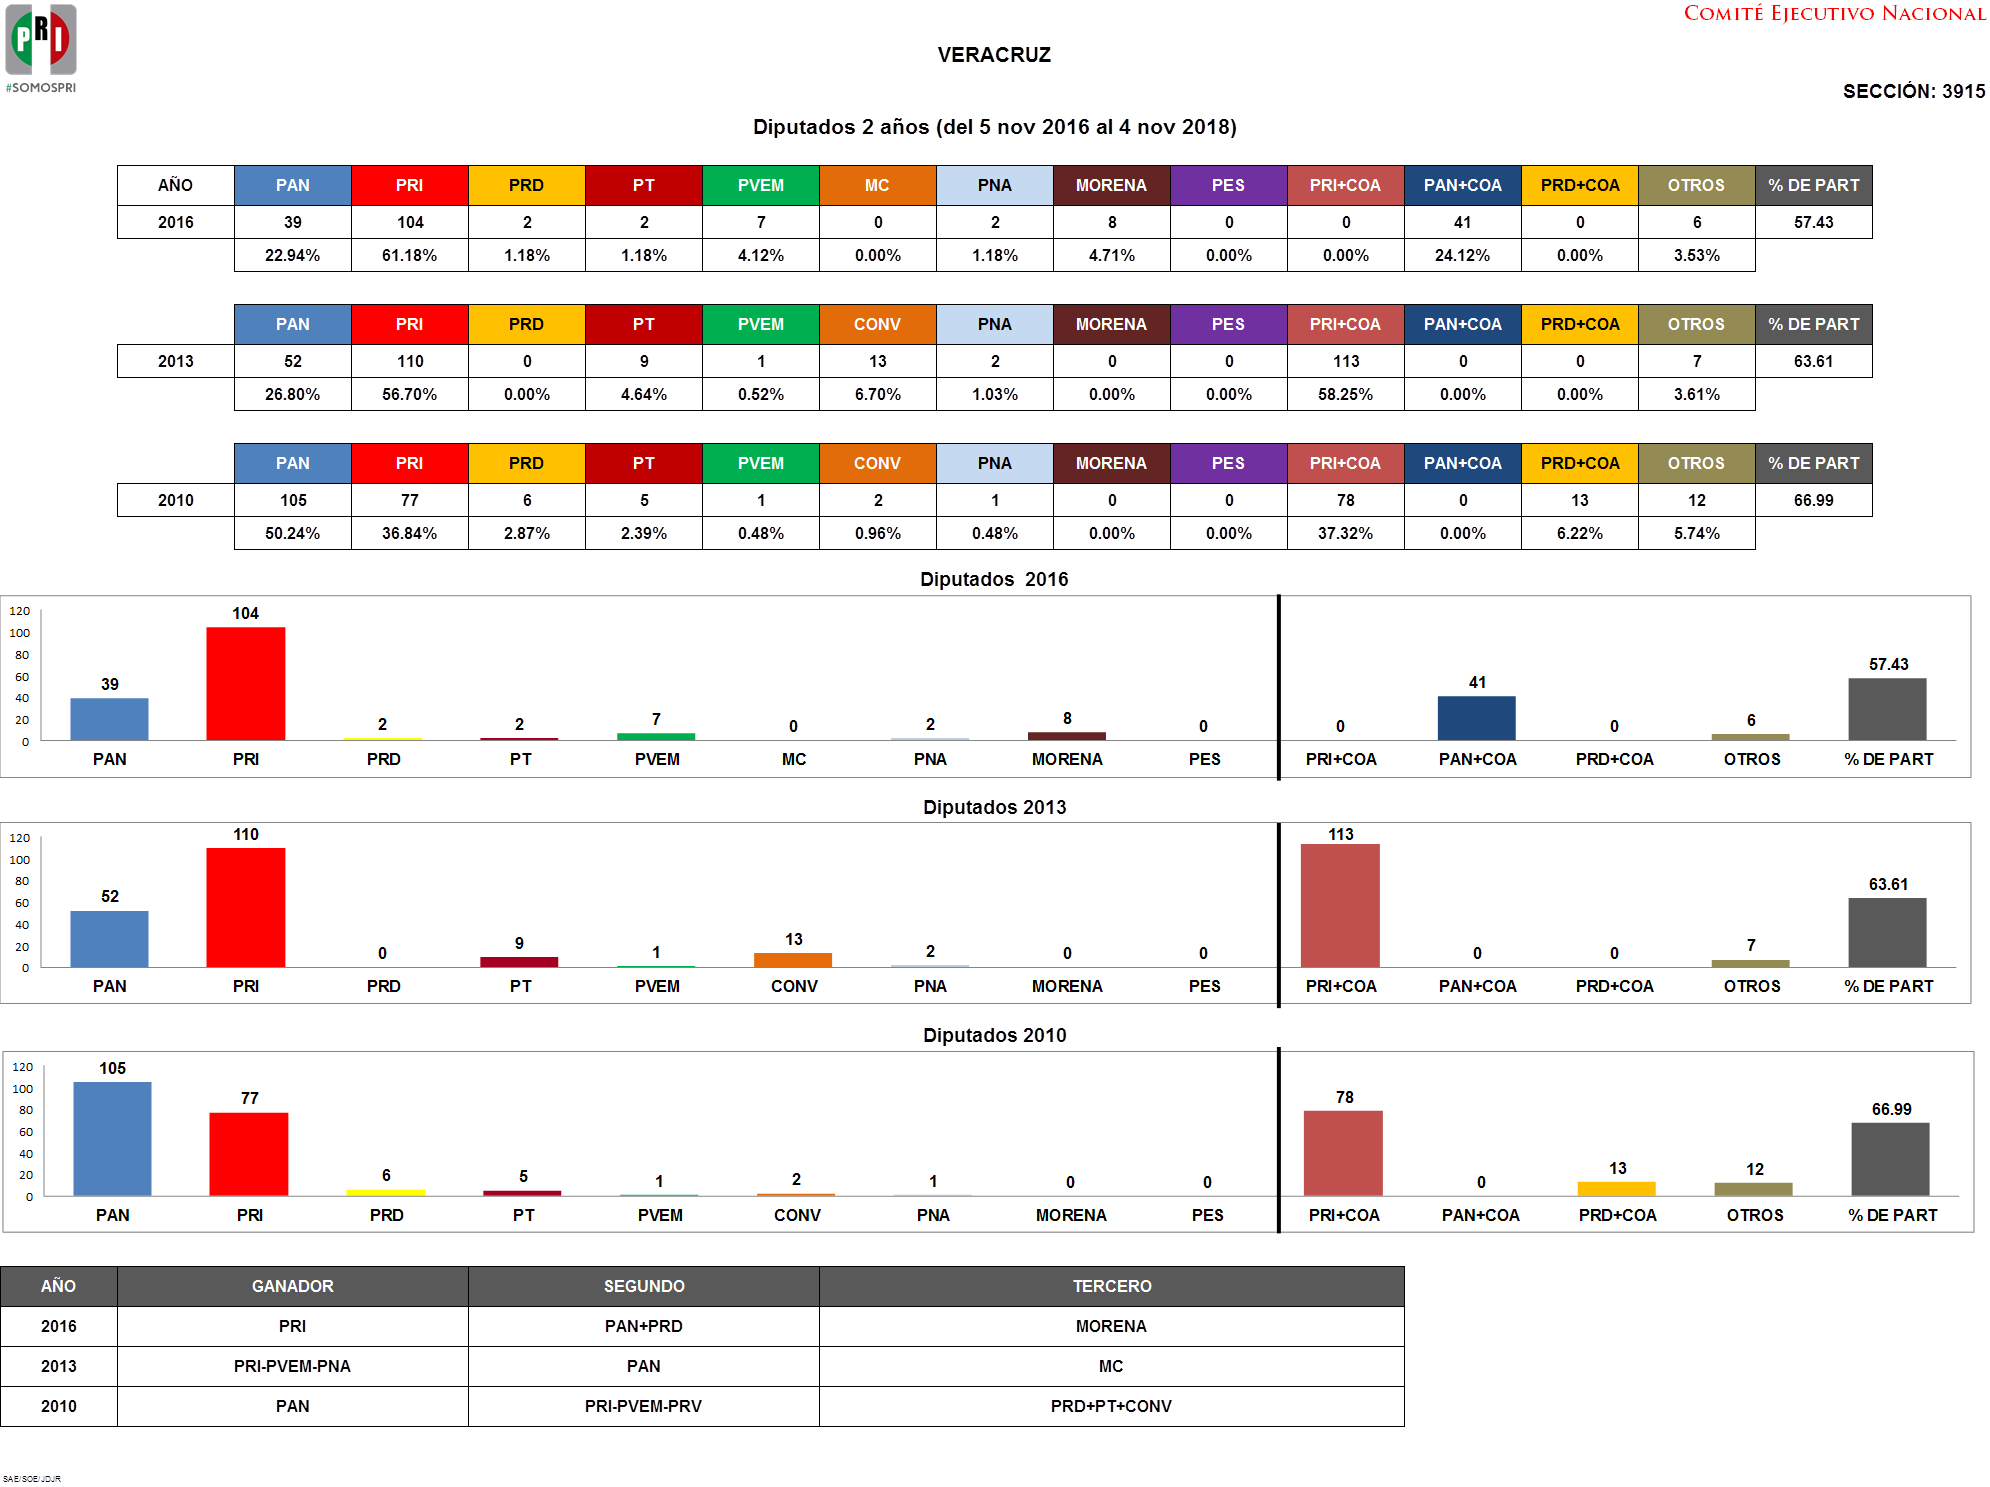 PRI
#SOMOSPRI
COMITÉ EJECUTIVO NACIONAL
VERACRUZ
SECCIÓN: 3915
Diputados 2 años (del 5 nov 2016 al 4 nov 2018)
AÑO PAN PRI PRD PT PVEM MC PNA MORENA PES PRI+COA PAN+COA PRD+COA OTROS % DE PART
2016 39 104 2 2 7 0 2 8 0 0 41 0 6 57.43
22.94% 61.18% 1.18% 1.18% 4.12% 0.00% 1.18% 4.71% 0.00% 0.00% 24.12% 0.00% 3.53%
PAN PRI PRD PT PVEM CONV PNA MORENA PES PRI+COA PAN+COA PRD+COA OTROS % DE PART
2013 52 110 0 9 1 13 2 0 0 113 0 0 7 63.61
26.80% 56.70% 0.00% 4.64% 0.52% 6.70% 1.03% 0.00% 0.00% 58.25% 0.00% 0.00% 3.61%
PAN PRI PRD PT PVEM CONV PNA MORENA PES PRI+COA PAN+COA PRD+COA OTROS % DE PART
2010 105 77 6 5 1 2 1 0 0 78 0 13 12 66.99
50.24% 36.84% 2.87% 2.39% 0.48% 0.96% 0.48% 0.00% 0.00% 37.32% 0.00% 6.22% 5.74%
Diputados 2016
120
100
80
60
40
20
0
39 104 2 2 7 0 2 8 0 0 41 0 6 57.43
PAN PRI PRD PT PVEM MC PNA MORENA PES PRI+COA PAN+COA PRD+COA OTROS % DE PART
Diputados 2013
120
100
80
60
40
20
0
52 110 0 9 1 13 2 0 0 113 0 0 7 63.61
PAN PRI PRD PT PVEM CONV PNA MORENA PES PRI+COA PAN+COA PRD+COA OTROS % DE PART
Diputados 2010
120
100
80
60
40
20
0
105 77 6 5 1 2 1 0 0 78 0 13 12 66.99
PAN PRI PRD PT PVEM CONV PNA MORENA PES PRI+COA PAN+COA PRD+COA OTROS % DE PART
AÑO GANADOR SEGUNDO TERCERO
2016 PRI PAN+PRD MORENA
2013 PRI-PVEM-PNA PAN MC
2010 PAN PRI-PVEM-PRV PRD+PT+CONV
SAE/SOE/JDJR